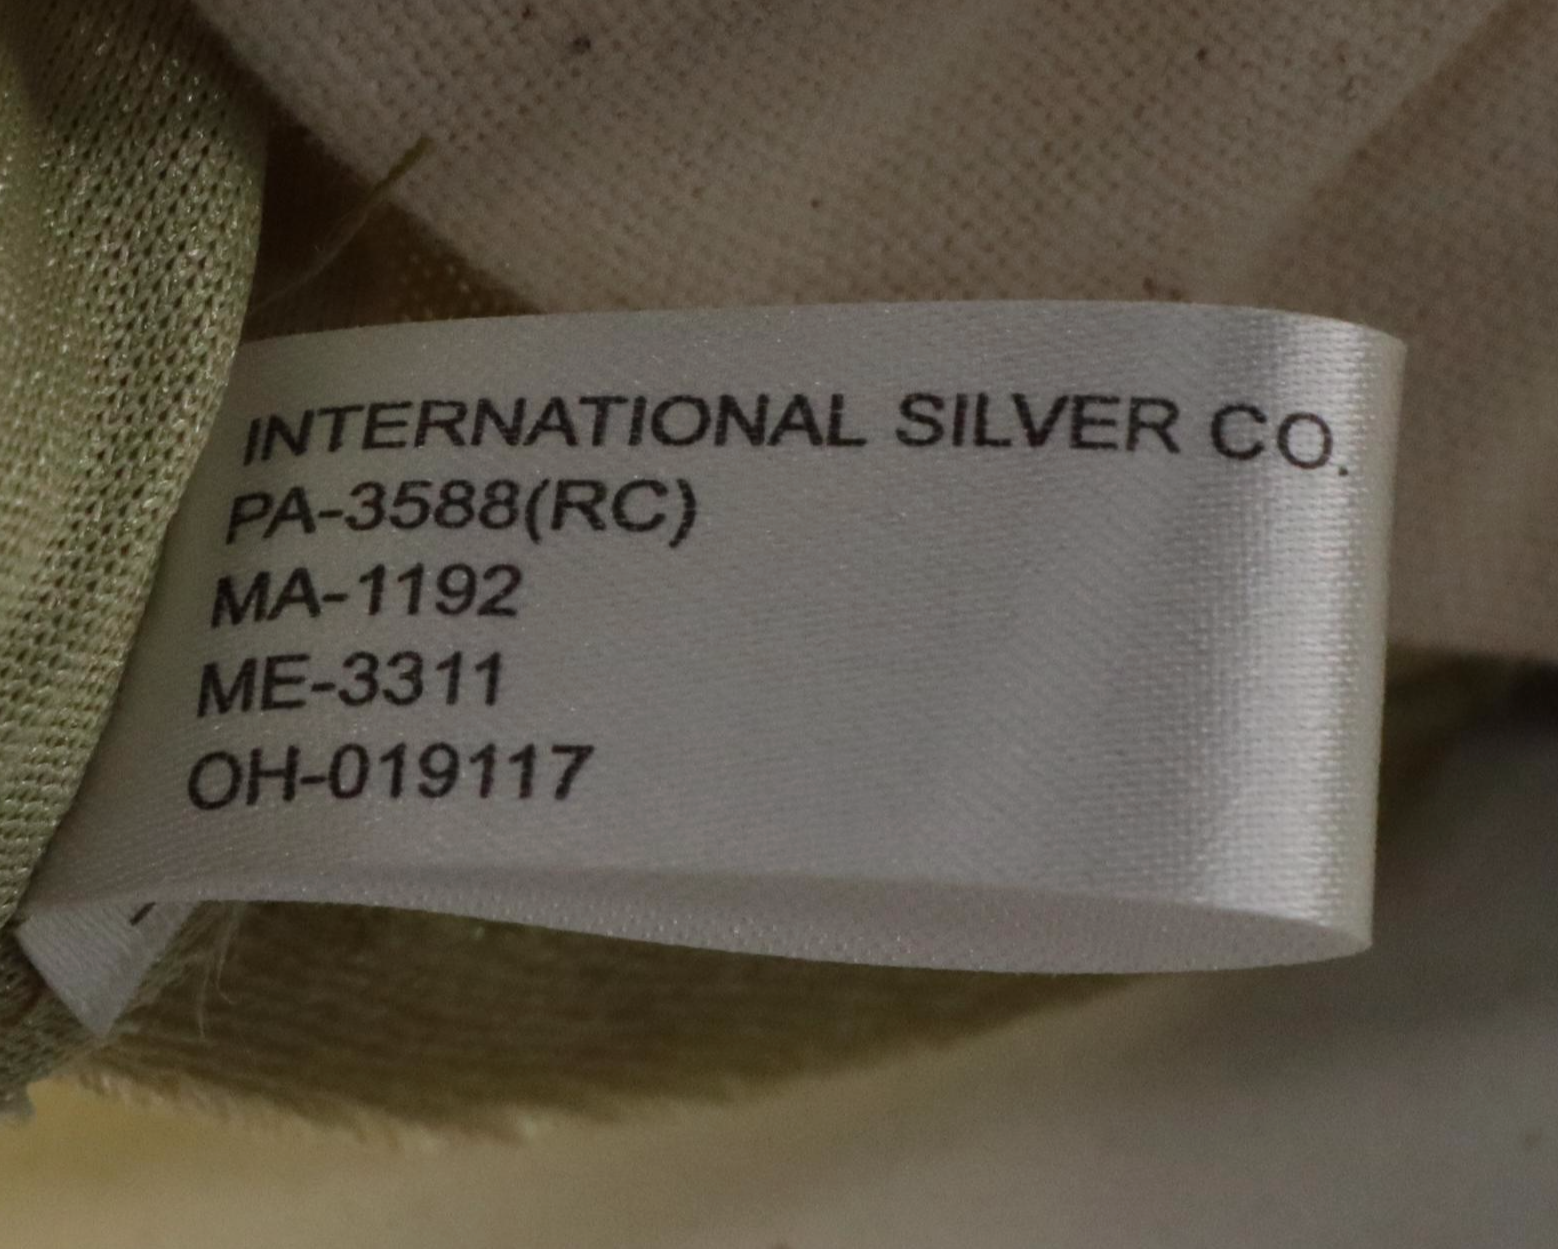 INTERNATIONAL SILVER CO.
PA-3588(RC)
MA-1192
ME-3311
OH-019117